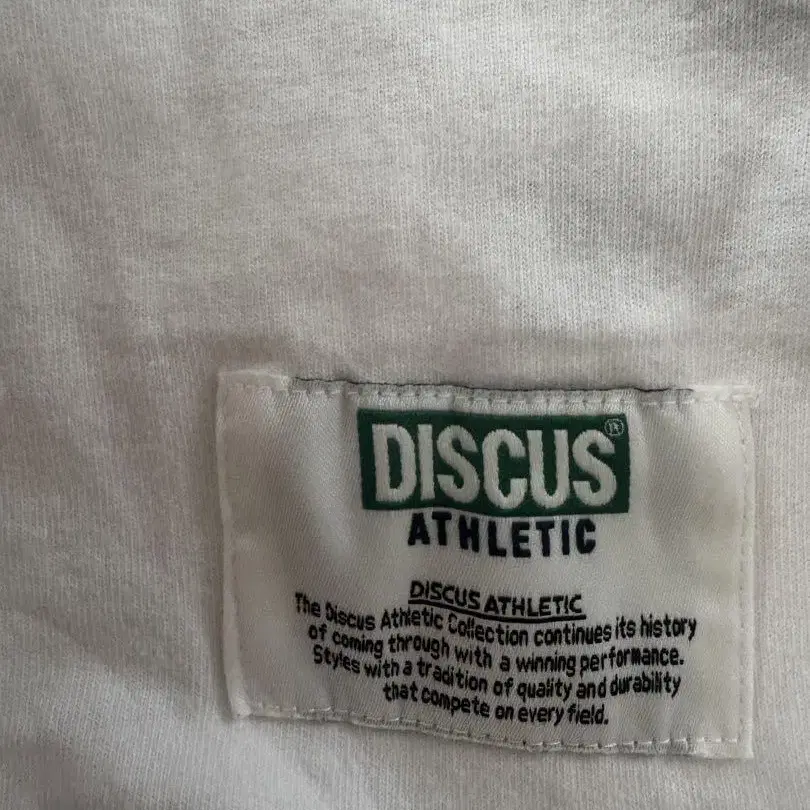 DISCUS®
ATHLETIC
DISCUS ATHLETIC
The Discus Athletic Collection continues its history
of coming through with a winning performance.
Styles with a tradition of quality and durability
that compete on every field.